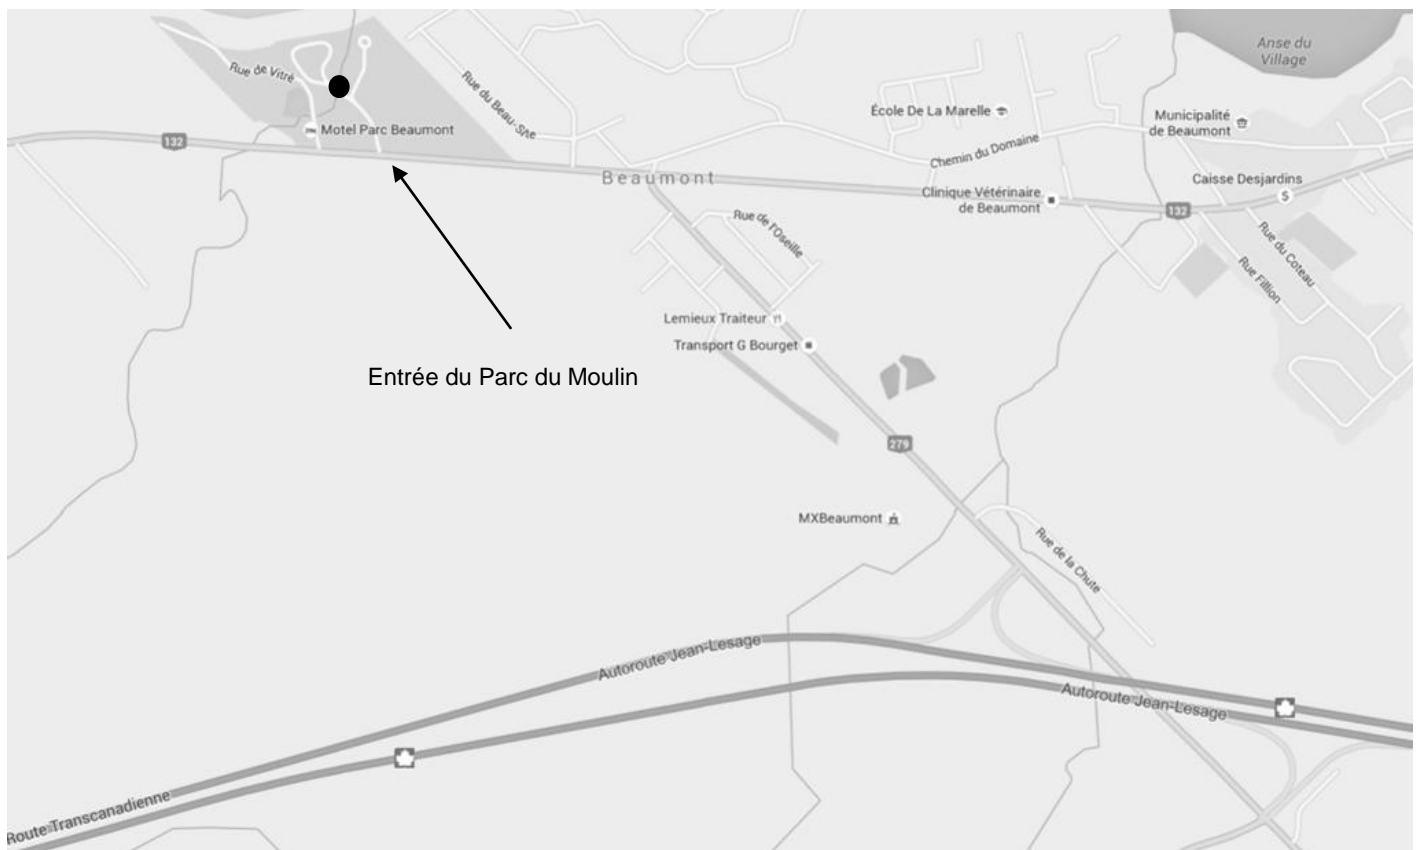 Anse du
Village
Rue de Vitré
Rue du Beau-Site
École De La Marelle
Municipalité
de Beaumont
Motel Parc Beaumont
132
Chemin du Domaine
Beaumont
Caisse Desjardins
$
Clinique Vétérinaire
de Beaumont
132
Rue de l'Oseille
Rue du Coteau
Rue Fillion
Lemieux Traiteur
Transport G Bourget
Entrée du Parc du Moulin
279
MXBeaumont
Rue de la Chute
Autoroute Jean-Lesage
Autoroute Jean-Lesage
Route Transcanadienne